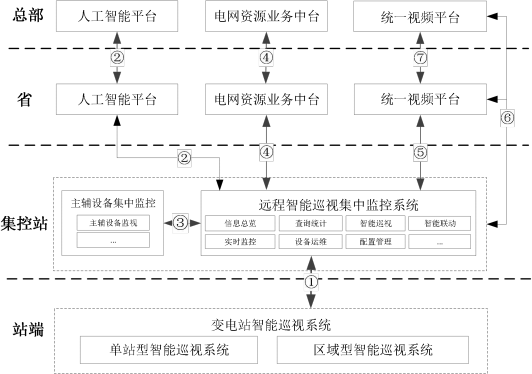 总部
人工智能平台
电网资源业务中台
统一视频平台
②
④
⑦
省
人工智能平台
电网资源业务中台
统一视频平台
⑥
②
④
⑤
集控站
主辅设备集中监控
主辅设备监视
...
③
远程智能巡视集中监控系统
信息总览
查询统计
智能巡视
智能联动
实时监控
设备运维
配置管理
...
①
站端
变电站智能巡视系统
单站型智能巡视系统
区域型智能巡视系统